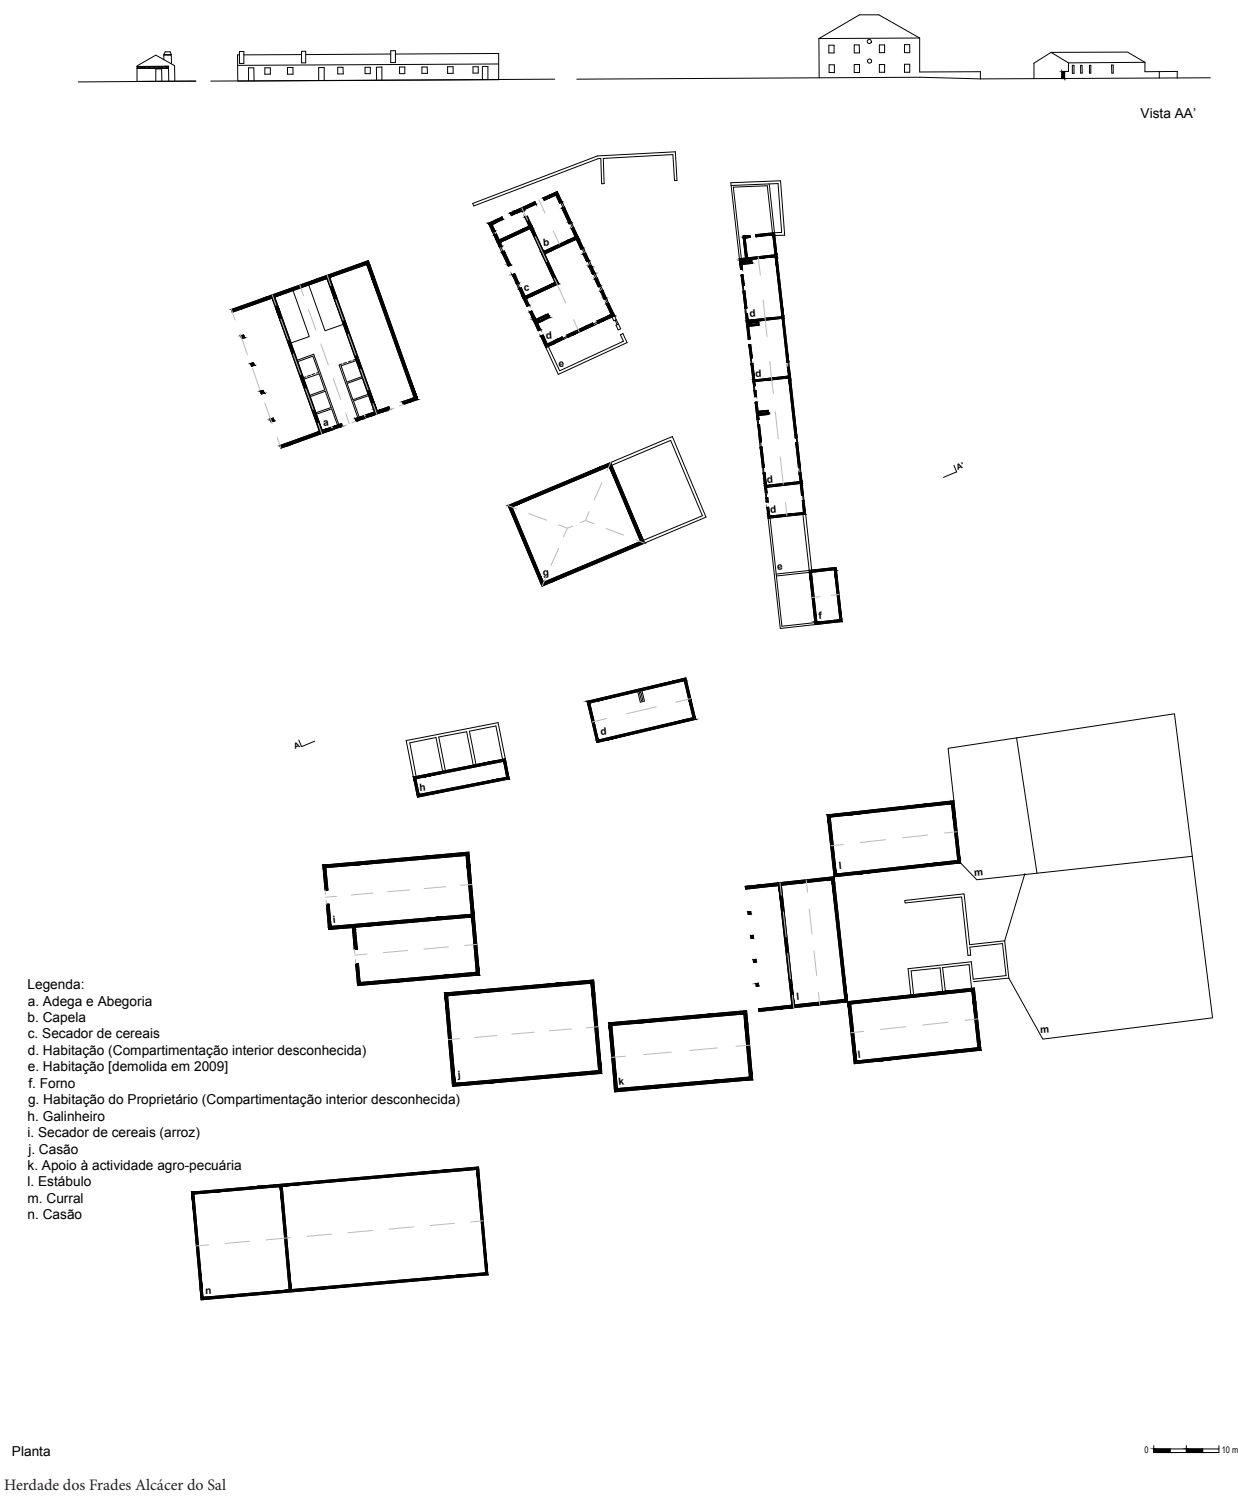 Vista AA'
b
c
d
e
a
d
d
d
d
e
f
A'
g
d
A
h
l
m
i
l
m
l
j
k
n
Legenda:
a. Adega e Abegoria
b. Capela
c. Secador de cereais
d. Habitação (Compartimentação interior desconhecida)
e. Habitação [demolida em 2009]
f. Forno
g. Habitação do Proprietário (Compartimentação interior desconhecida)
h. Galinheiro
i. Secador de cereais (arroz)
j. Casão
k. Apoio à actividade agro-pecuária
l. Estábulo
m. Curral
n. Casão
Planta
0 10 m
Herdade dos Frades Alcácer do Sal